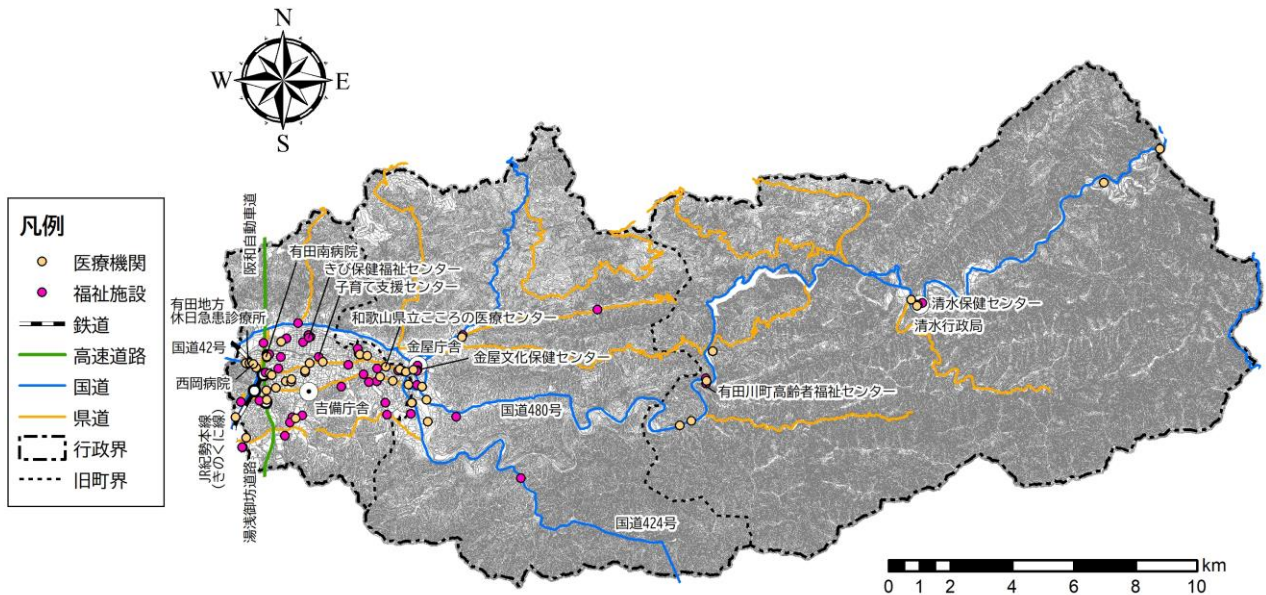 N
W
E
S
凡例
医療機関
福祉施設
鉄道
高速道路
国道
県道
行政界
旧町界
阪和自動車道
有田南病院
きび保健福祉センター
子育て支援センター
有田地方
休日急患診療所
和歌山県立こころの医療センター
国道42号
金屋庁舎
金屋文化保健センター
西岡病院
吉備庁舎
国道480号
有田川町高齢者福祉センター
清水保健センター
清水行政局
JR紀勢本線
(きのくに線)
湯浅御坊道路
国道424号
km
0 1 2 4 6 8 10